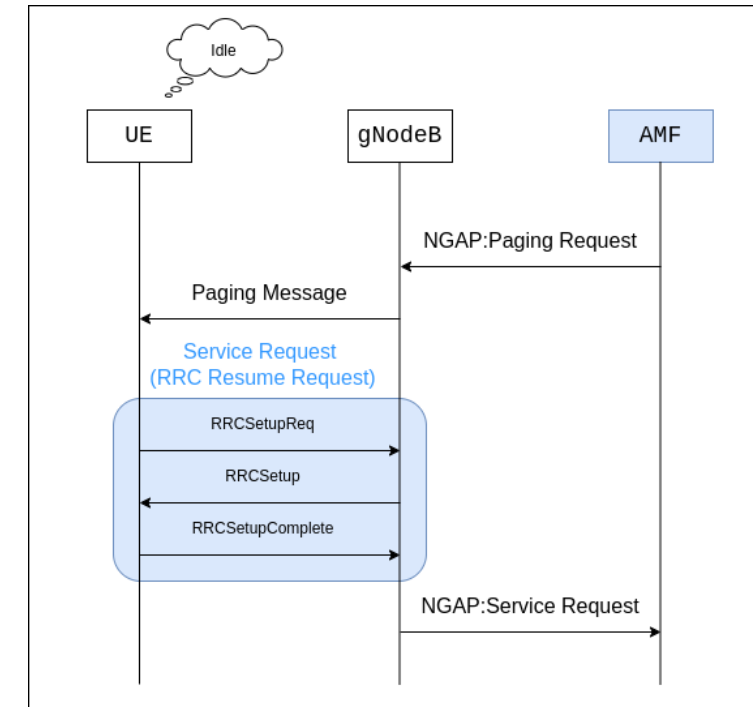 Idle
UE
gNodeB
AMF
NGAP:Paging Request
Paging Message
Service Request
(RRC Resume Request)
RRCSetupReq
RRCSetup
RRCSetupComplete
NGAP:Service Request